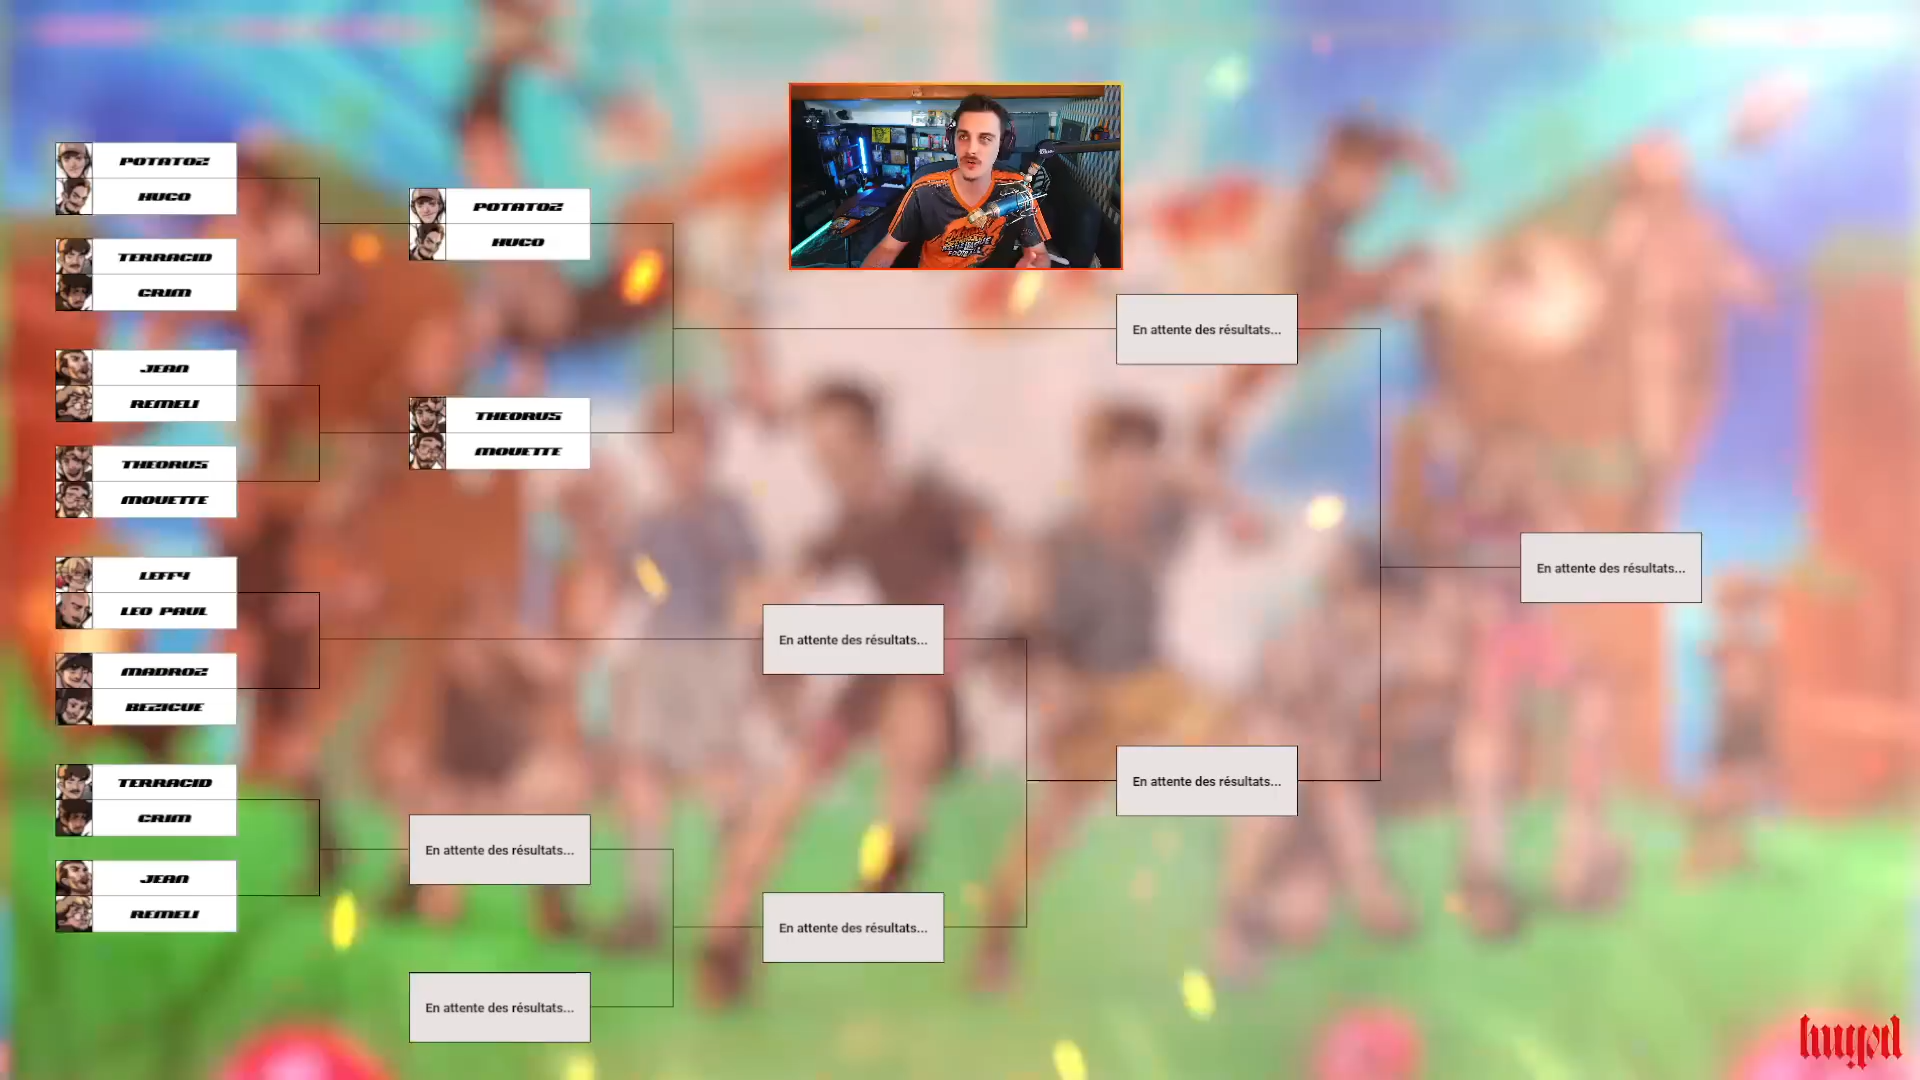 POTATOZ
HUGO
TERRACID
CRIM
JEAN
REMELI
THEORUS
MOUETTE
LEFFY
LEO PAUL
MADROZ
BEZIGUE
TERRACID
CRIM
JEAN
REMELI
POTATOZ
HUGO
THEORUS
MOUETTE
En attente des résultats...
En attente des résultats...
En attente des résultats...
En attente des résultats...
En attente des résultats...
En attente des résultats...
En attente des résultats...